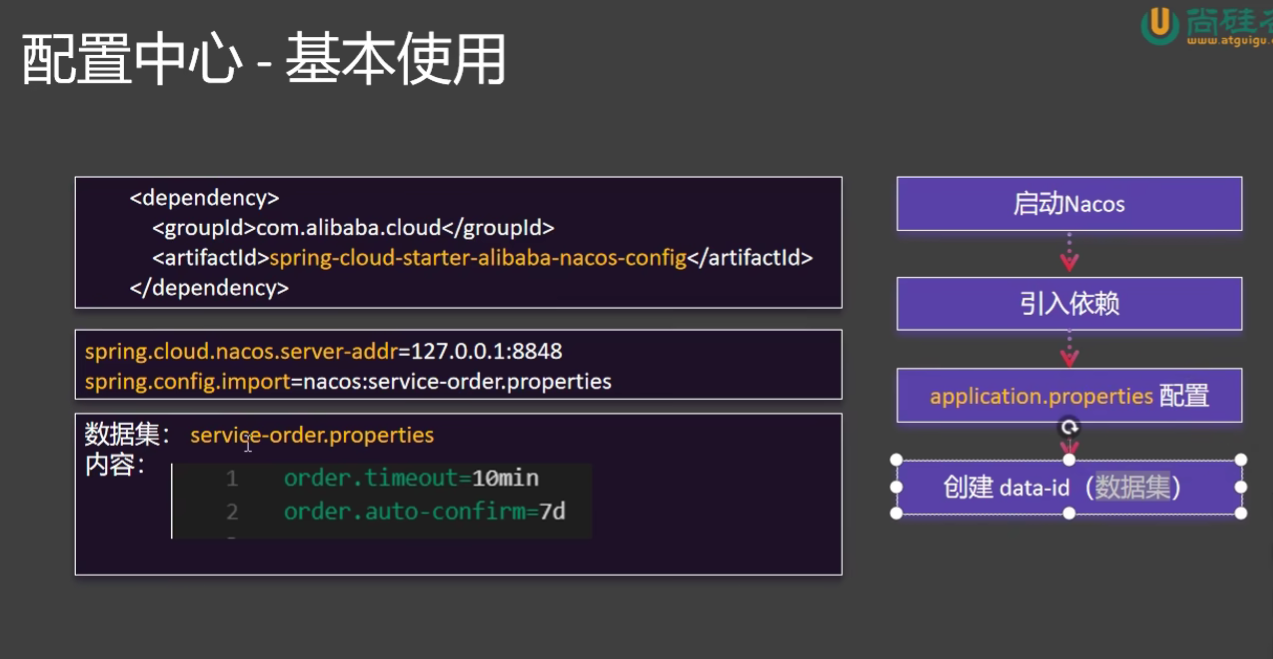 尚硅谷
www.atguigu.
配置中心 - 基本使用
<dependency>
<groupId>com.alibaba.cloud</groupId>
<artifactId>spring-cloud-starter-alibaba-nacos-config</artifactId>
</dependency>
spring.cloud.nacos.server-addr=127.0.0.1:8848
spring.config.import=nacos:service-order.properties
数据集： service-order.properties
内容：
1 order.timeout=10min
2 order.auto-confirm=7d
启动Nacos
引入依赖
application.properties 配置
创建 data-id（数据集）